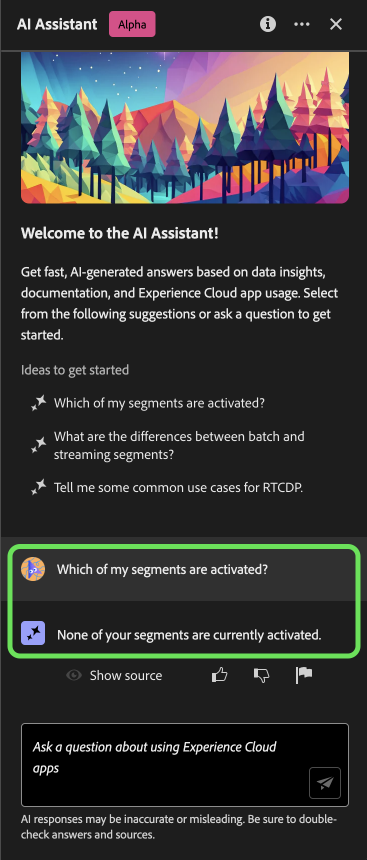 AI Assistant Alpha
Welcome to the AI Assistant!
Get fast, AI-generated answers based on data insights,
documentation, and Experience Cloud app usage. Select
from the following suggestions or ask a question to get
started.
Ideas to get started
Which of my segments are activated?
What are the differences between batch and
streaming segments?
Tell me some common use cases for RTCDP.
Which of my segments are activated?
None of your segments are currently activated.
Show source
Ask a question about using Experience Cloud
apps
AI responses may be inaccurate or misleading. Be sure to double-
check answers and sources.